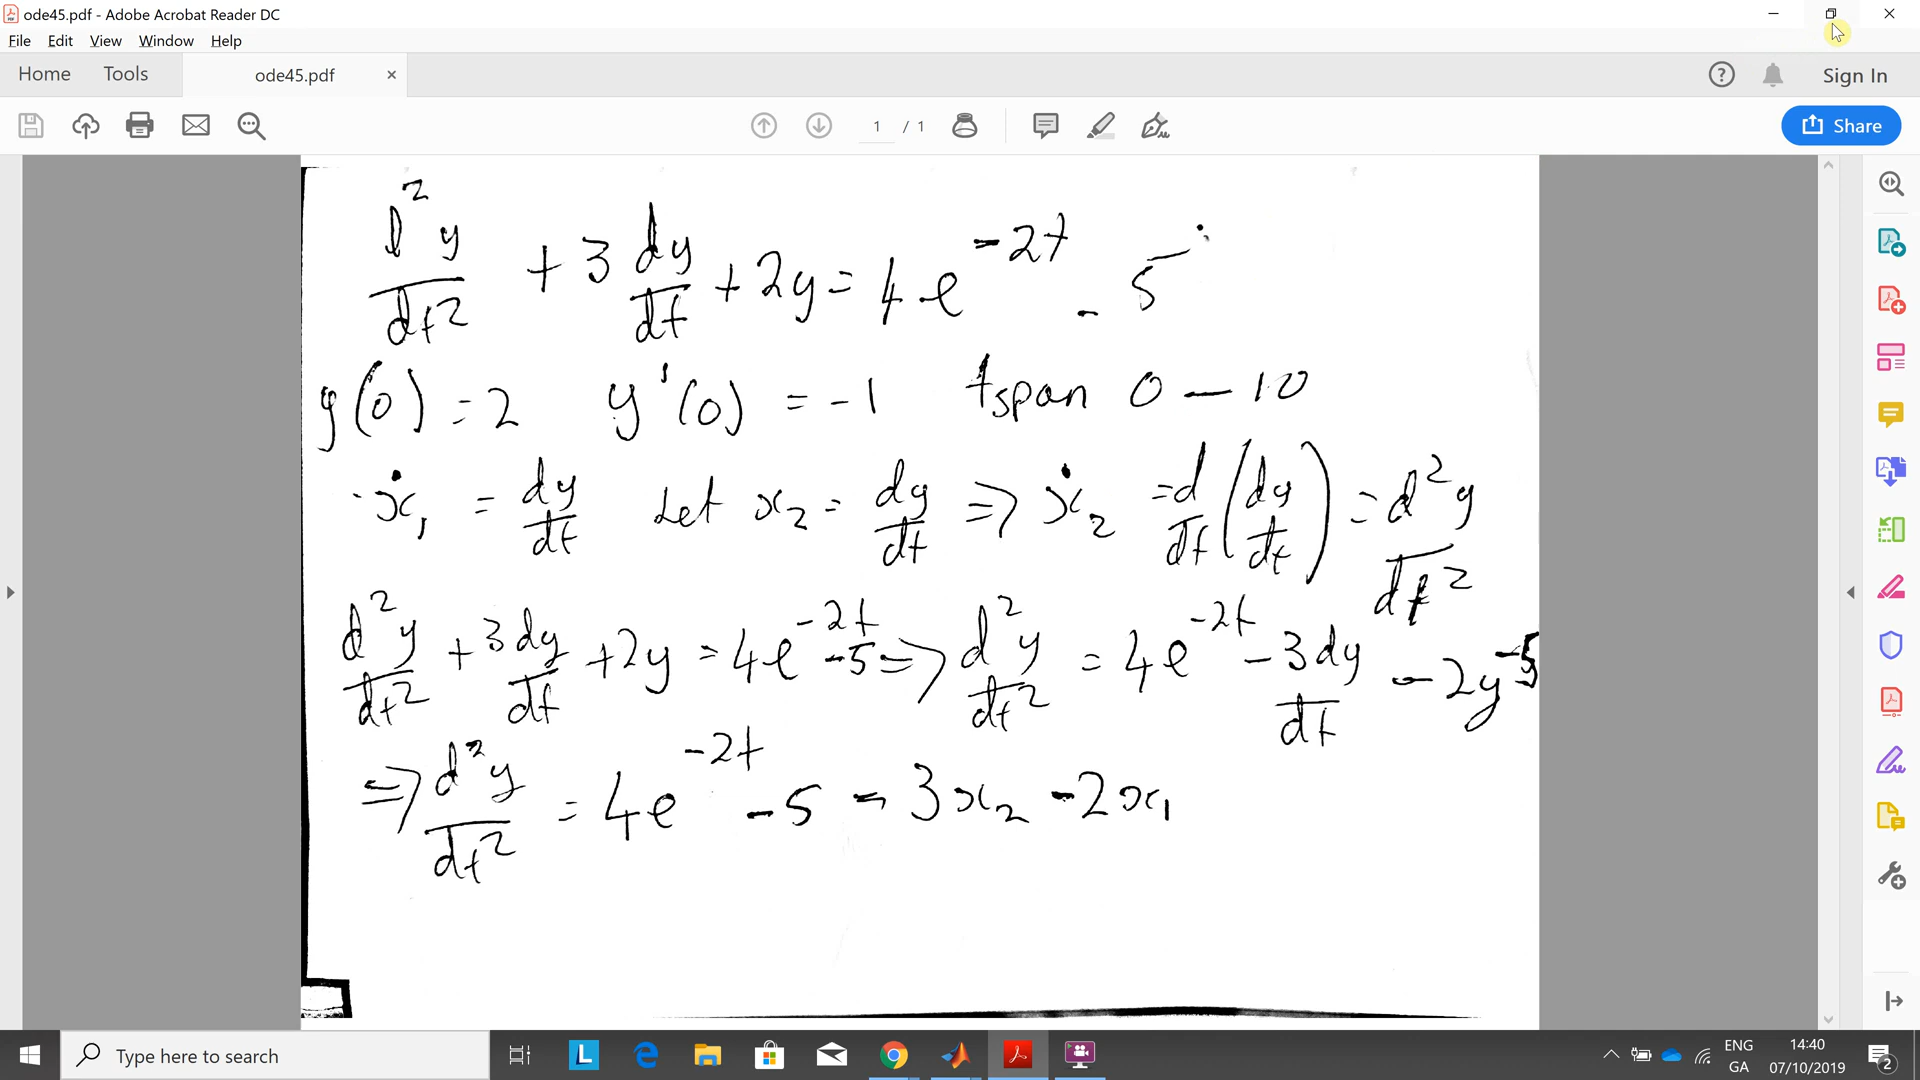 ode45.pdf - Adobe Acrobat Reader DC
File Edit View Window Help
Home Tools ode45.pdf × Sign In
1 / 1 Share
d²y/dt² + 3 dy/dt + 2y = 4e^-2t - 5
y(0) = 2 y'(0) = -1 tspan 0 - 10
ẋ₁ = dy/dt Let x₂ = dy/dt => ẋ₂ = d/dt (dy/dt) = d²y/dt²
d²y/dt² + 3dy/dt + 2y = 4e^-2t - 5 => d²y/dt² = 4e^-2t - 3dy/dt - 2y - 5
=> d²y/dt² = 4e^-2t - 5 - 3x₂ - 2x₁
Type here to search
L
ENG
GA
14:40
07/10/2019
2